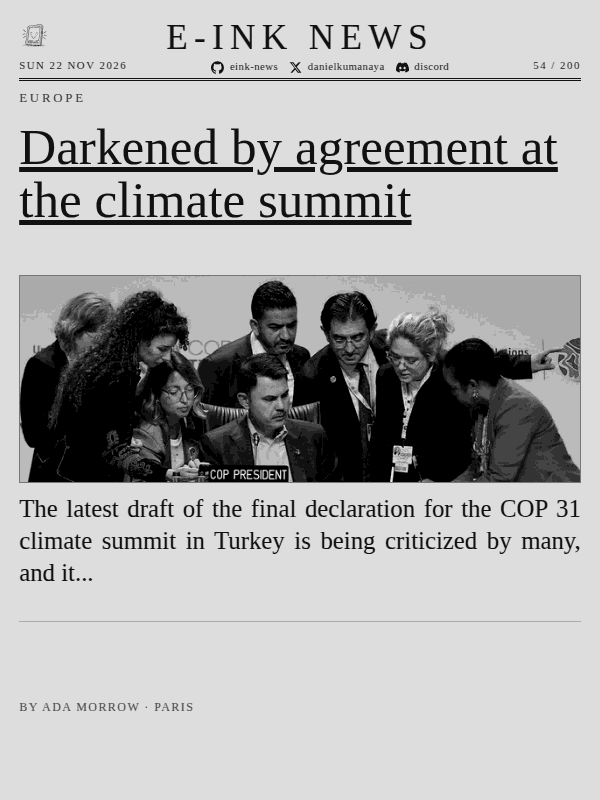 E-INK NEWS
SUN 22 NOV 2026
eink-news
danielkumanaya
discord
54 / 200
EUROPE
Darkened by agreement at
the climate summit
COP
COP PRESIDENT
The latest draft of the final declaration for the COP 31
climate summit in Turkey is being criticized by many,
and it...
BY ADA MORROW · PARIS